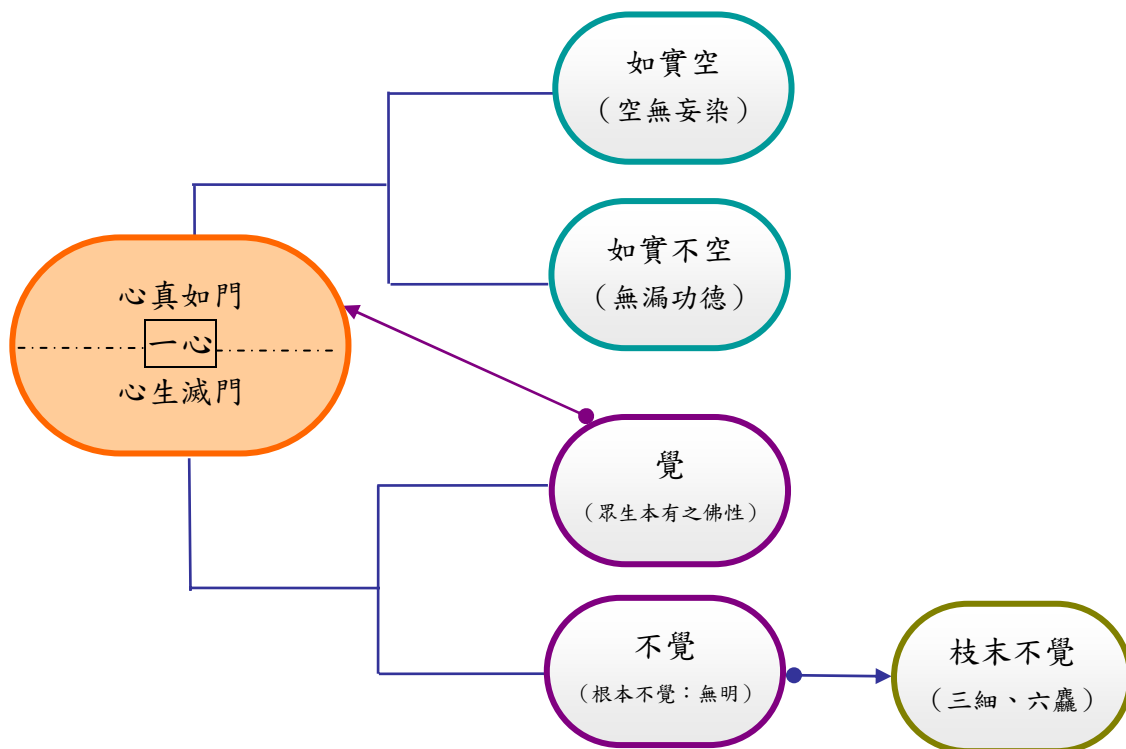 如實空
（空無妄染）
如實不空
（無漏功德）
心真如門
一心
心生滅門
覺
（眾生本有之佛性）
不覺
（根本不覺：無明）
枝末不覺
（三細、六麤）